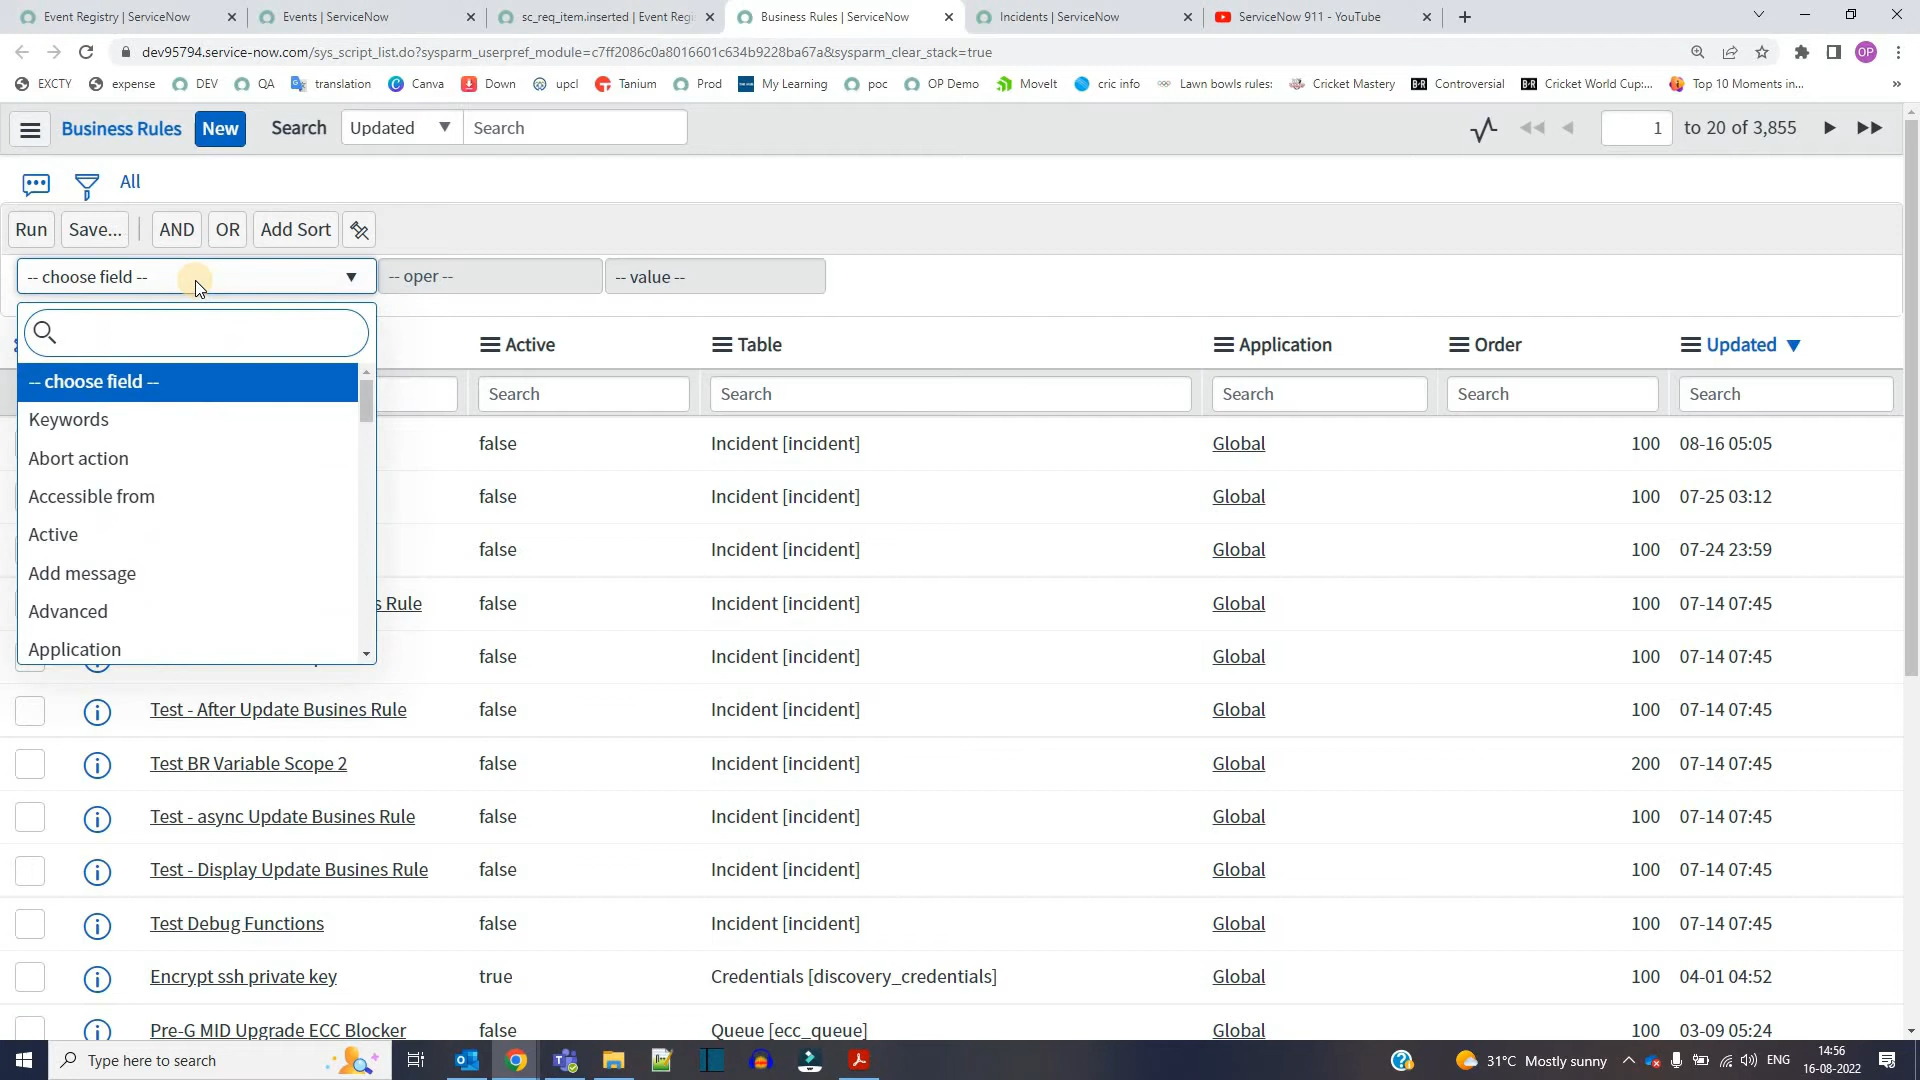 Event Registry | ServiceNow
Events | ServiceNow
sc_req_item.inserted | Event Regi
Business Rules | ServiceNow
Incidents | ServiceNow
ServiceNow 911 - YouTube
dev95794.service-now.com/sys_script_list.do?sysparm_userpref_module=c7ff2086c0a8016601c634b9228ba67a&sysparm_clear_stack=true
OP
EXCTY expense DEV QA translation Canva Down upcl Tanium Prod My Learning poc OP Demo MoveIt cric info Lawn bowls rules: Cricket Mastery Controversial Cricket World Cup:... Top 10 Moments in... »
Business Rules New Search Updated Search 1 to 20 of 3,855
All
Run Save... AND OR Add Sort
-- choose field -- -- oper -- -- value --
-- choose field --
Keywords
Abort action
Accessible from
Active
Add message
Advanced
Application
Active Table Application Order Updated
Search Search Search Search Search
false Incident [incident] Global 100 08-16 05:05
false Incident [incident] Global 100 07-25 03:12
false Incident [incident] Global 100 07-24 23:59
s Rule false Incident [incident] Global 100 07-14 07:45
false Incident [incident] Global 100 07-14 07:45
Test - After Update Busines Rule false Incident [incident] Global 100 07-14 07:45
Test BR Variable Scope 2 false Incident [incident] Global 200 07-14 07:45
Test - async Update Busines Rule false Incident [incident] Global 100 07-14 07:45
Test - Display Update Busines Rule false Incident [incident] Global 100 07-14 07:45
Test Debug Functions false Incident [incident] Global 100 07-14 07:45
Encrypt ssh private key true Credentials [discovery_credentials] Global 100 04-01 04:52
Pre-G MID Upgrade ECC Blocker false Queue [ecc_queue] Global 100 03-09 05:24
Type here to search
31°C Mostly sunny
ENG
14:56
16-08-2022